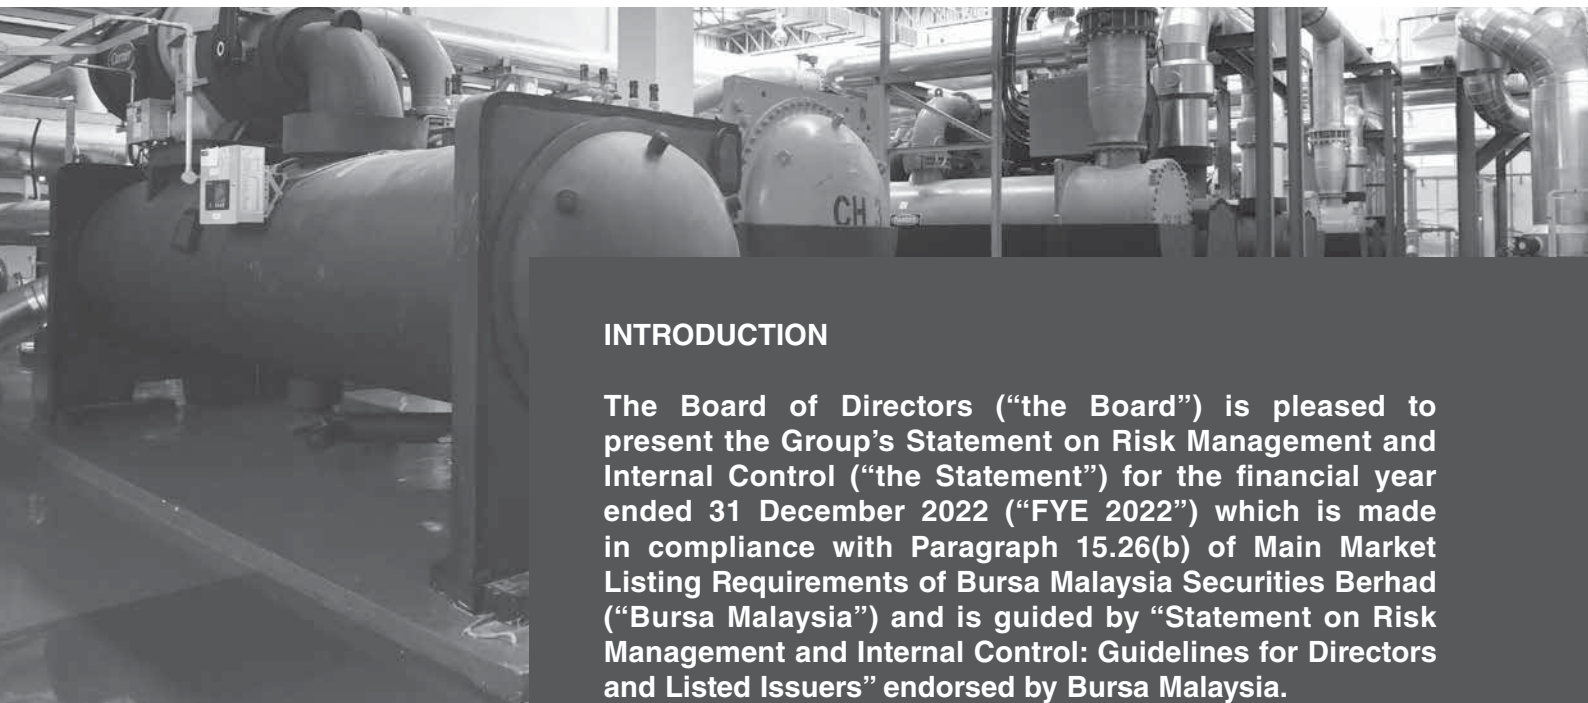 CH 3
INTRODUCTION
The Board of Directors (“the Board”) is pleased to
present the Group’s Statement on Risk Management and
Internal Control (“the Statement”) for the financial year
ended 31 December 2022 (“FYE 2022”) which is made
in compliance with Paragraph 15.26(b) of Main Market
Listing Requirements of Bursa Malaysia Securities Berhad
(“Bursa Malaysia”) and is guided by “Statement on Risk
Management and Internal Control: Guidelines for Directors
and Listed Issuers” endorsed by Bursa Malaysia.